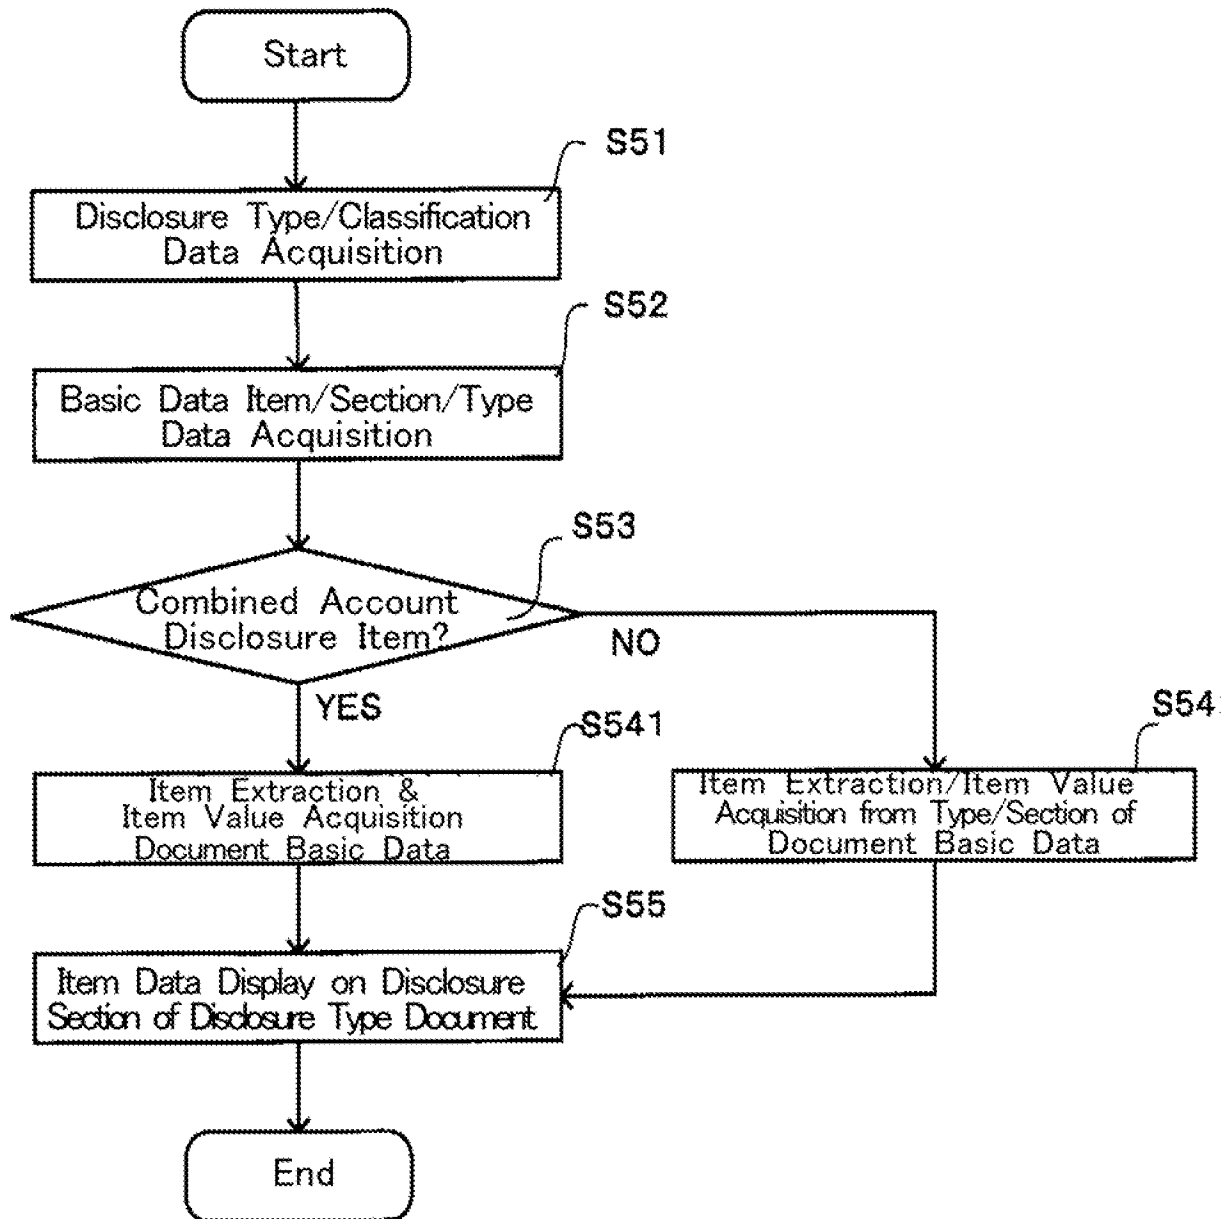 Start
S51
Disclosure Type/Classification
Data Acquisition
S52
Basic Data Item/Section/Type
Data Acquisition
S53
Combined Account
Disclosure Item?
NO
YES
S541
Item Extraction &
Item Value Acquisition
Document Basic Data
Item Extraction/Item Value
Acquisition from Type/Section of
Document Basic Data
S55
Item Data Display on Disclosure
Section of Disclosure Type Document
End